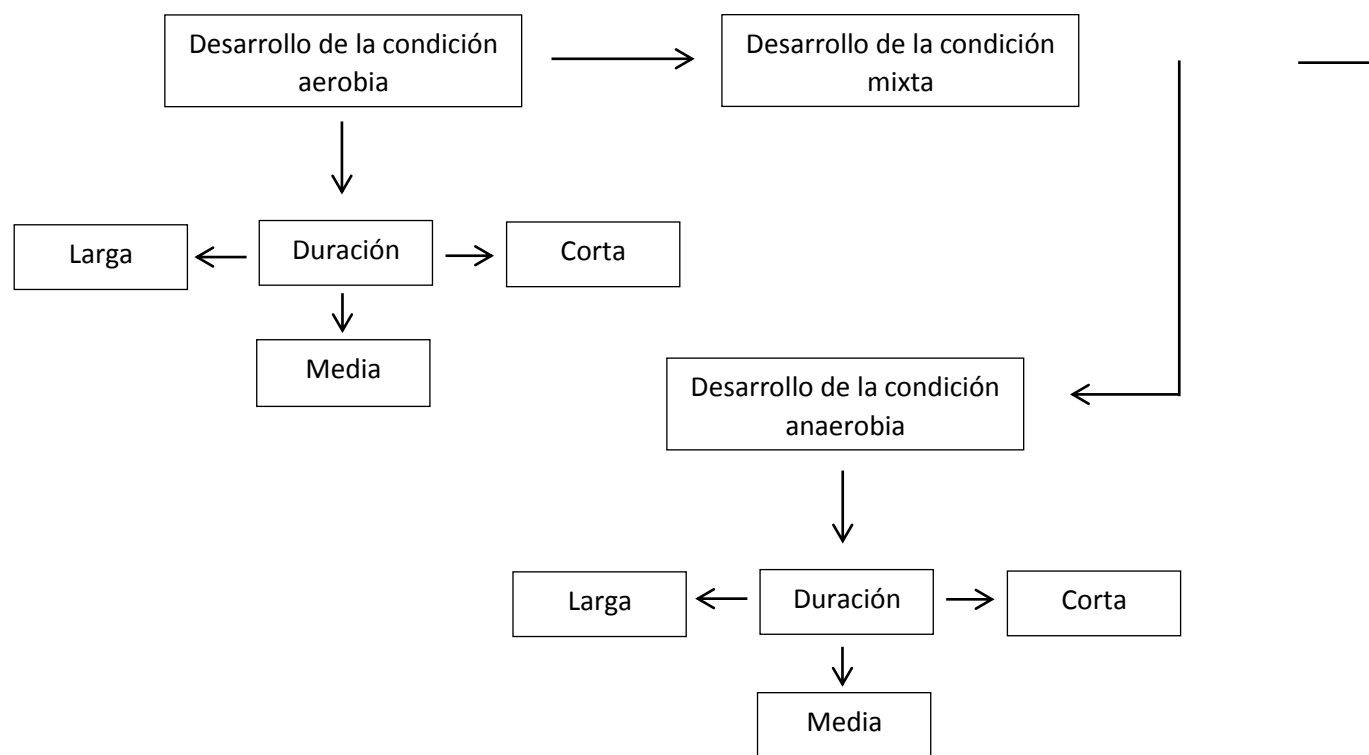 Desarrollo de la condición
aerobia
Desarrollo de la condición
mixta
Larga
Duración
Corta
Media
Desarrollo de la condición
anaerobia
Larga
Duración
Corta
Media